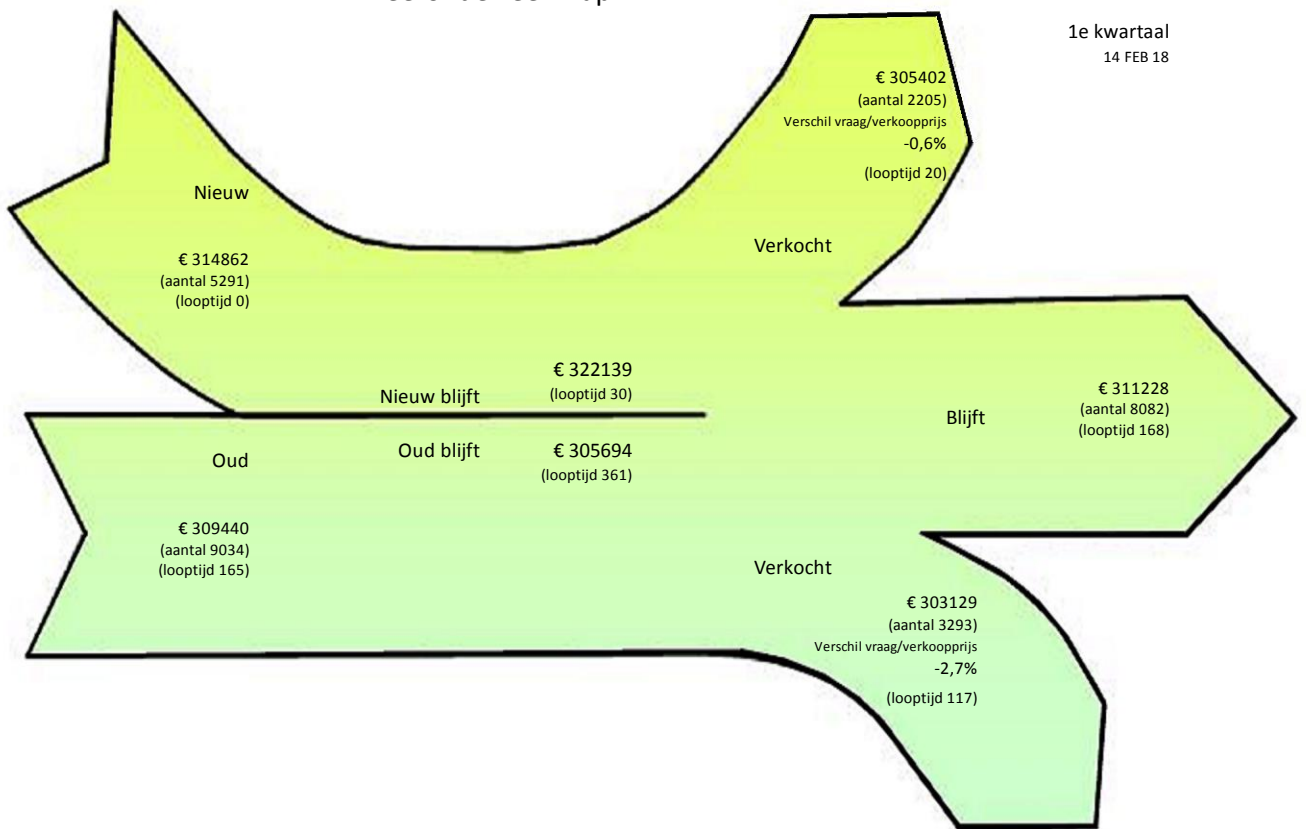 1e kwartaal
14 FEB 18
€ 305402
(aantal 2205)
Verschil vraag/verkoopprijs
-0,6%
(looptijd 20)
Verkocht
Nieuw
€ 314862
(aantal 5291)
(looptijd 0)
Nieuw blijft
€ 322139
(looptijd 30)
Oud blijft
€ 305694
(looptijd 361)
Blijft
€ 311228
(aantal 8082)
(looptijd 168)
Oud
€ 309440
(aantal 9034)
(looptijd 165)
Verkocht
€ 303129
(aantal 3293)
Verschil vraag/verkoopprijs
-2,7%
(looptijd 117)